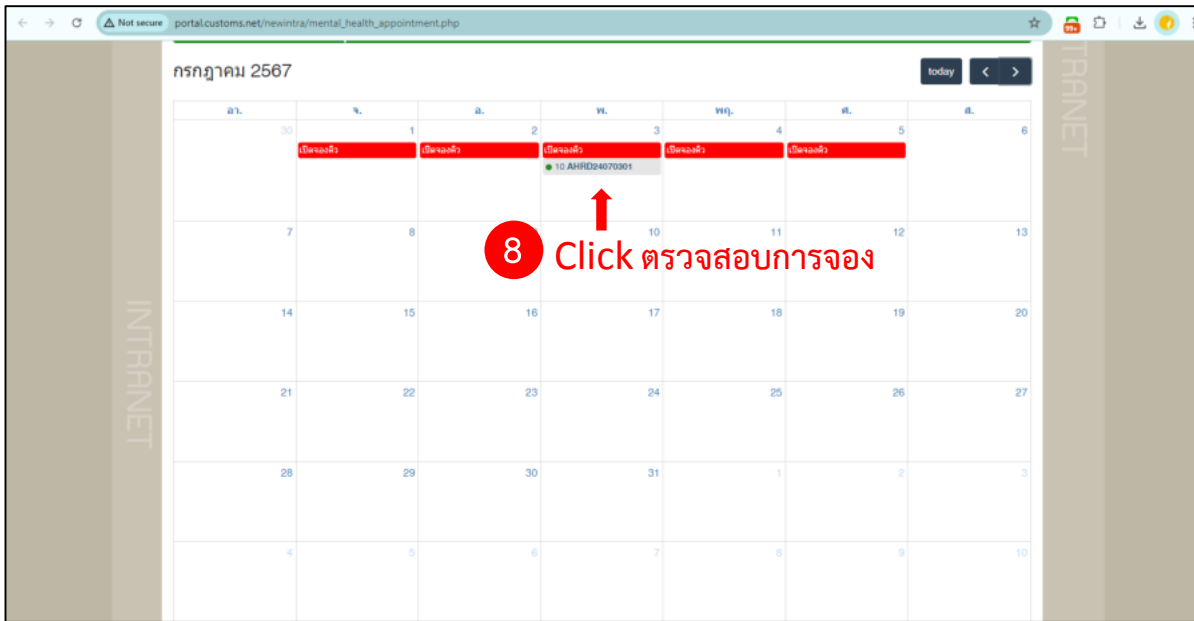 Not secure portal.customs.net/newintra/mental_health_appointment.php
99+
กรกฎาคม 2567
today
อา. จ. อ. พ. พฤ. ศ. ส.
30 1 2 3 4 5 6
เปิดจองคิว เปิดจองคิว เปิดจองคิว เปิดจองคิว เปิดจองคิว
10 AHRD24070301
7 8 10 11 12 13
8 Click ตรวจสอบการจอง
14 15 16 17 18 19 20
21 22 23 24 25 26 27
28 29 30 31 1 2 3
4 5 6 7 8 9 10
INTRANET
NTRANET